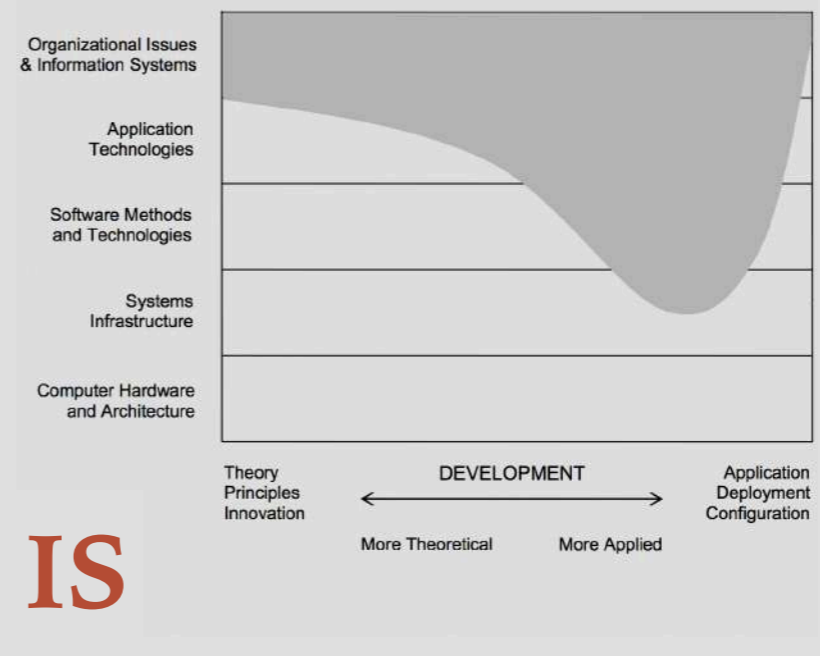 Organizational Issues
& Information Systems
Application
Technologies
Software Methods
and Technologies
Systems
Infrastructure
Computer Hardware
and Architecture
Theory
Principles
Innovation
DEVELOPMENT
More Theoretical
More Applied
Application
Deployment
Configuration
IS